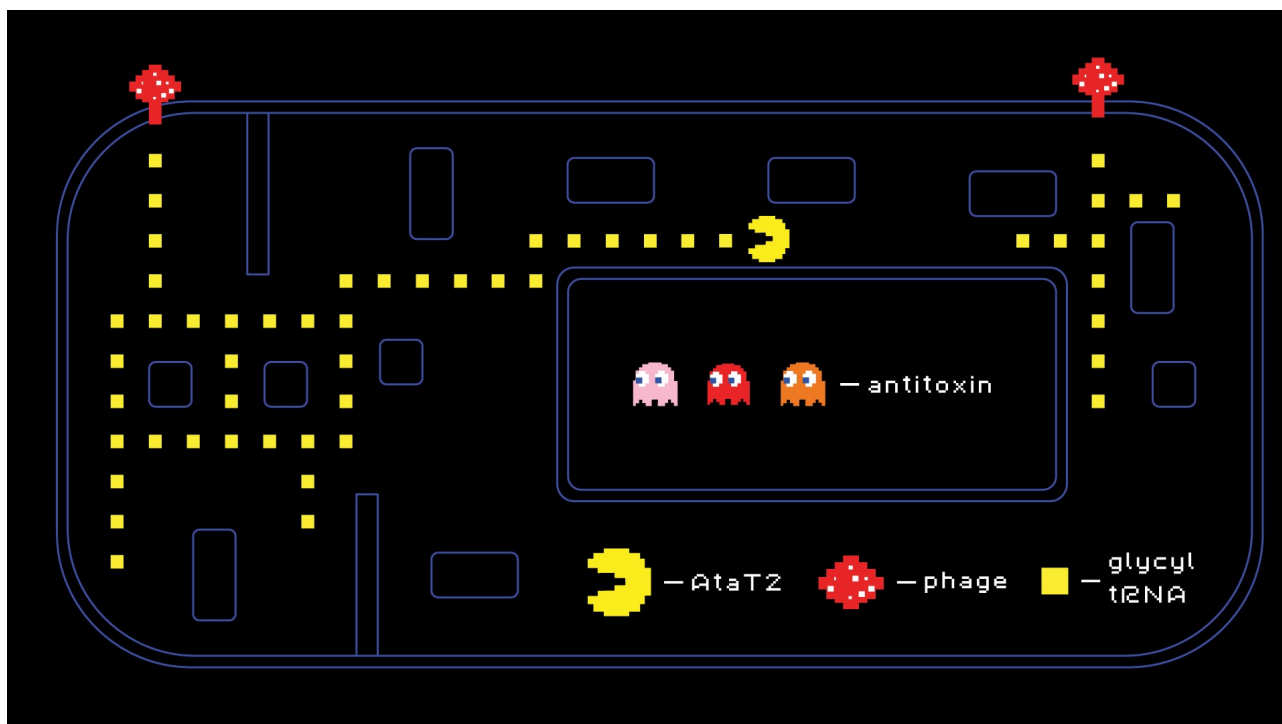 – antitoxin
– AtaT2
– phage
– glycyl
tRNA